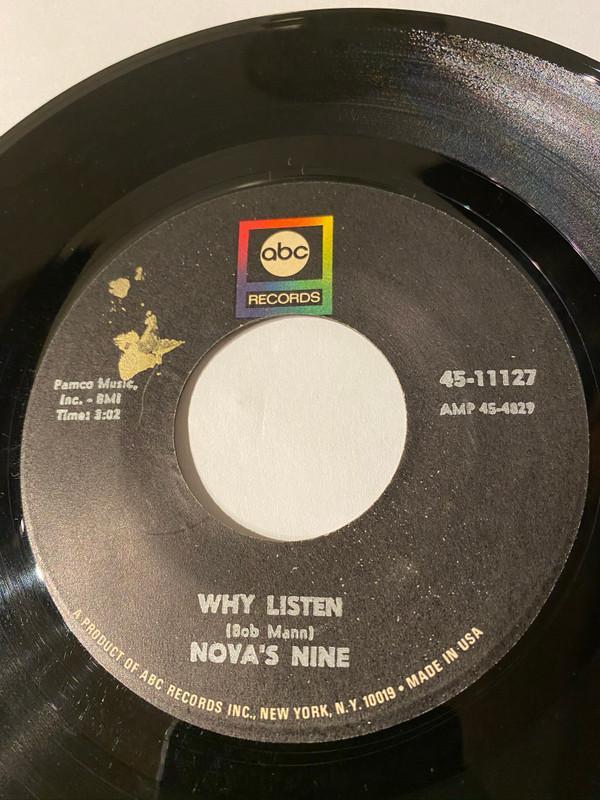 abc
RECORDS
Pamco Music,
Inc. - BMI
Time: 3:02
45-11127
AMP 45-4829
WHY LISTEN
(Bob Mann)
NOVA'S NINE
A PRODUCT OF ABC RECORDS INC., NEW YORK, N.Y. 10019 • MADE IN USA